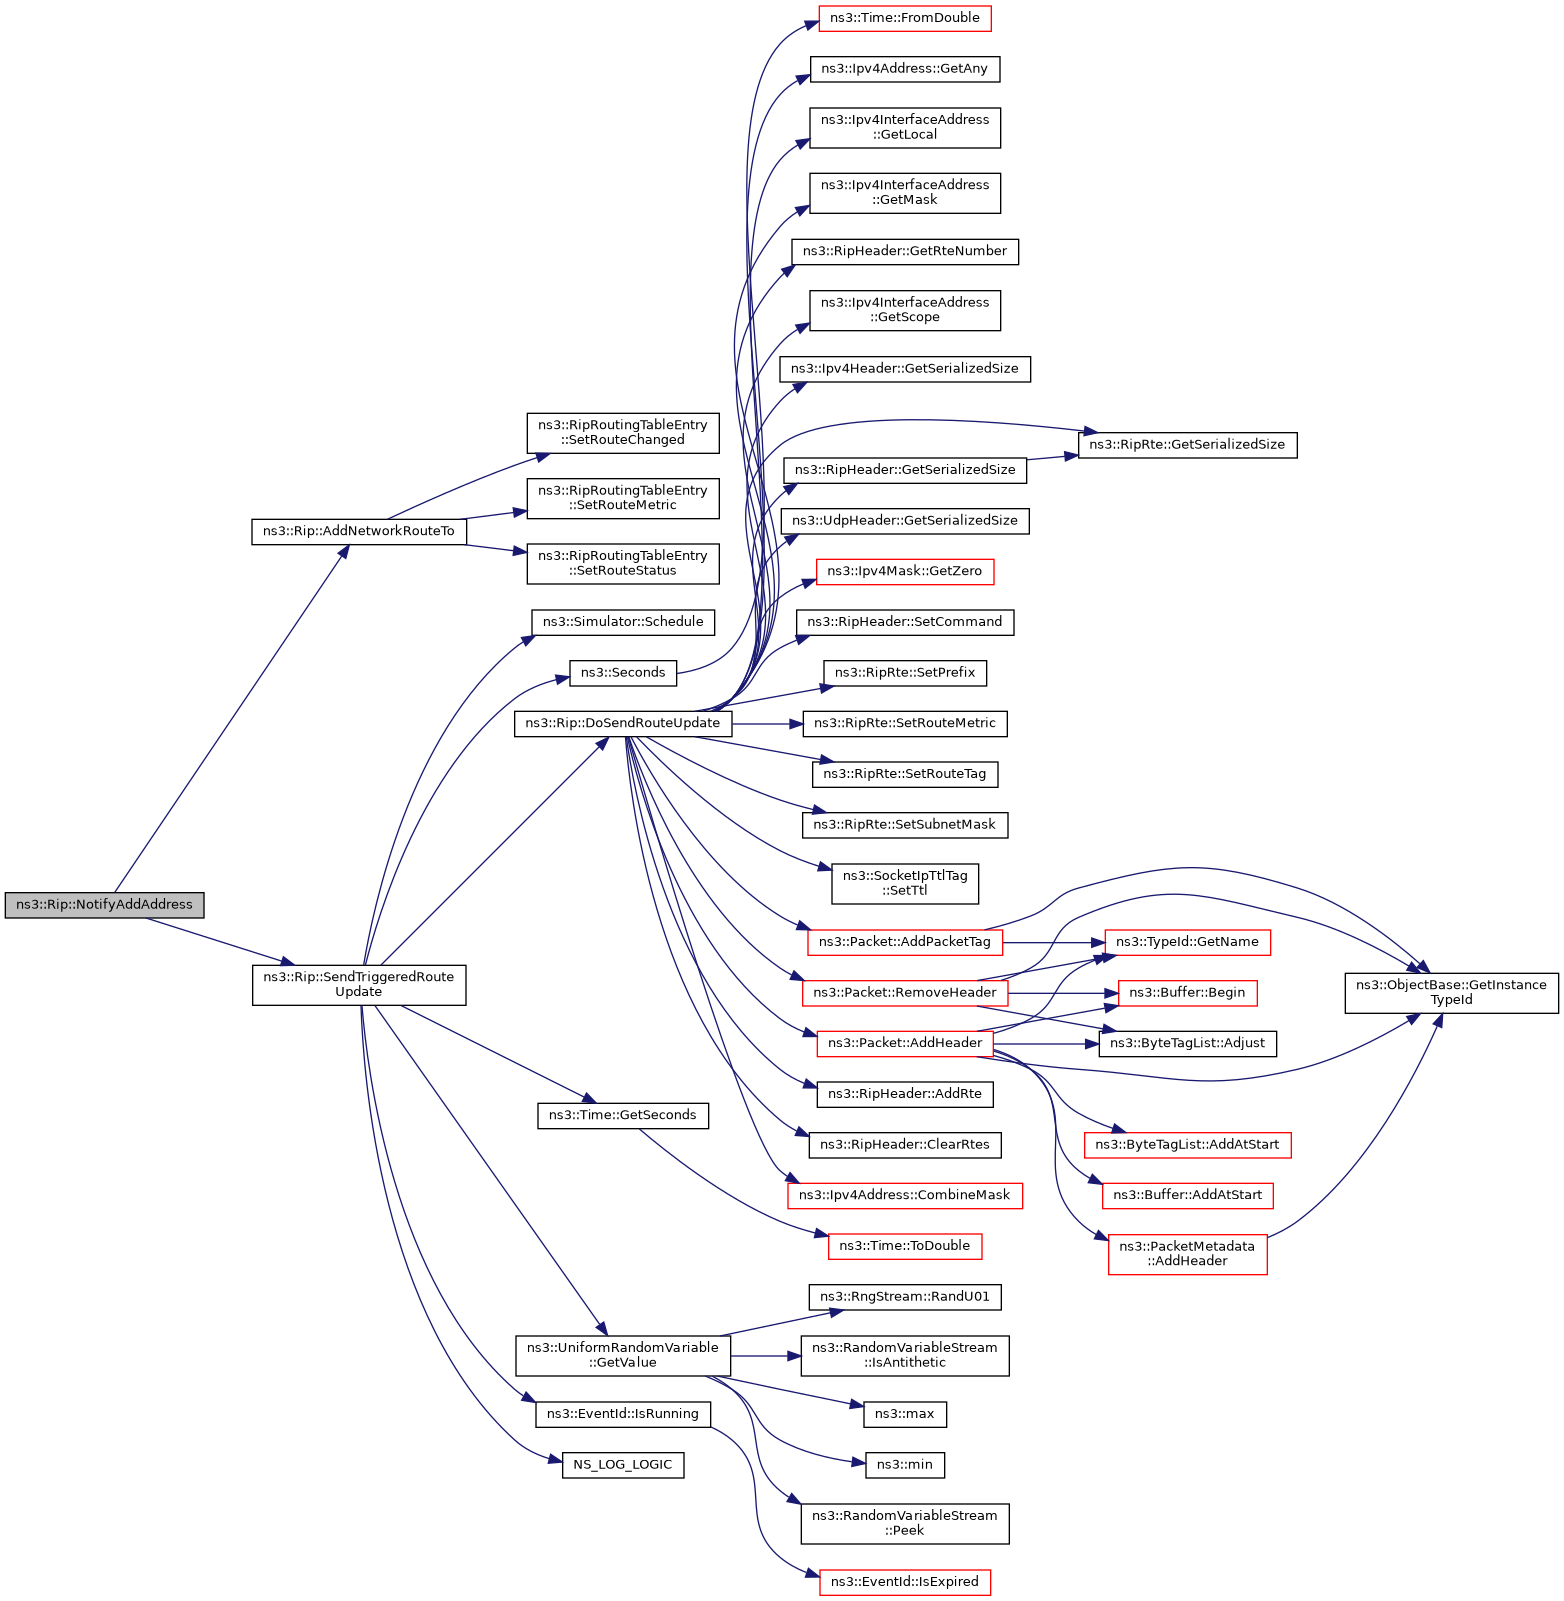 ns3::Rip::NotifyAddAddress
ns3::Rip::AddNetworkRouteTo
ns3::Rip::SendTriggeredRoute
Update
ns3::RipRoutingTableEntry
::SetRouteChanged
ns3::RipRoutingTableEntry
::SetRouteMetric
ns3::RipRoutingTableEntry
::SetRouteStatus
ns3::Simulator::Schedule
ns3::Seconds
ns3::Rip::DoSendRouteUpdate
ns3::Time::GetSeconds
ns3::UniformRandomVariable
::GetValue
ns3::EventId::IsRunning
NS_LOG_LOGIC
ns3::Time::FromDouble
ns3::Ipv4Address::GetAny
ns3::Ipv4InterfaceAddress
::GetLocal
ns3::Ipv4InterfaceAddress
::GetMask
ns3::RipHeader::GetRteNumber
ns3::Ipv4InterfaceAddress
::GetScope
ns3::Ipv4Header::GetSerializedSize
ns3::RipHeader::GetSerializedSize
ns3::UdpHeader::GetSerializedSize
ns3::Ipv4Mask::GetZero
ns3::RipHeader::SetCommand
ns3::RipRte::SetPrefix
ns3::RipRte::SetRouteMetric
ns3::RipRte::SetRouteTag
ns3::RipRte::SetSubnetMask
ns3::SocketIpTtlTag
::SetTtl
ns3::Packet::AddPacketTag
ns3::Packet::RemoveHeader
ns3::Packet::AddHeader
ns3::RipHeader::AddRte
ns3::RipHeader::ClearRtes
ns3::Ipv4Address::CombineMask
ns3::Time::ToDouble
ns3::RngStream::RandU01
ns3::RandomVariableStream
::IsAntithetic
ns3::max
ns3::min
ns3::RandomVariableStream
::Peek
ns3::EventId::IsExpired
ns3::RipRte::GetSerializedSize
ns3::TypeId::GetName
ns3::Buffer::Begin
ns3::ByteTagList::Adjust
ns3::ByteTagList::AddAtStart
ns3::Buffer::AddAtStart
ns3::PacketMetadata
::AddHeader
ns3::ObjectBase::GetInstance
TypeId